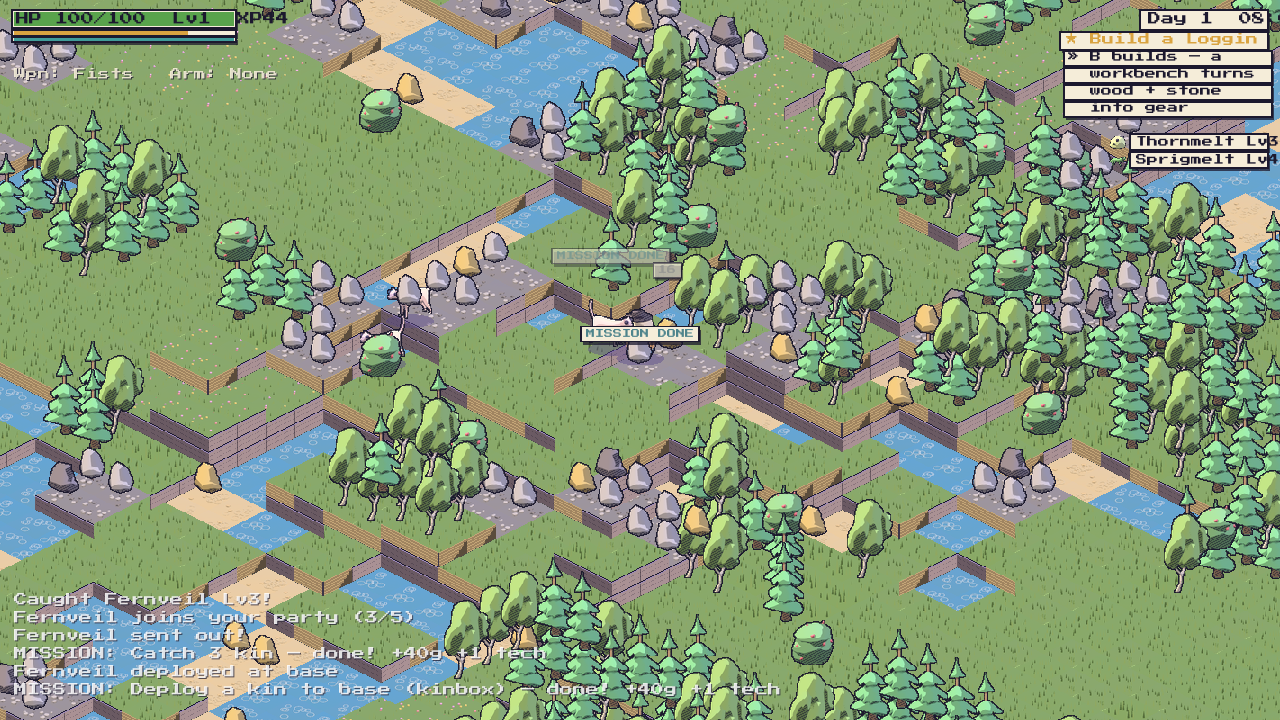 HP 100/100 Lv1 XP44
Wpn: Fists Arm: None
Day 1 08
★ Build a Loggin
» B builds — a
workbench turns
wood + stone
into gear
Thornmelt Lv3
Sprigmelt Lv4
MISSION DONE
16
MISSION DONE
Caught Fernveil Lv3!
Fernveil joins your party (3/5)
Fernveil sent out!
MISSION: Catch 3 kin — done! +40g +1 tech
Fernveil deployed at base
MISSION: Deploy a kin to base (kinbox) — done! +40g +1 tech